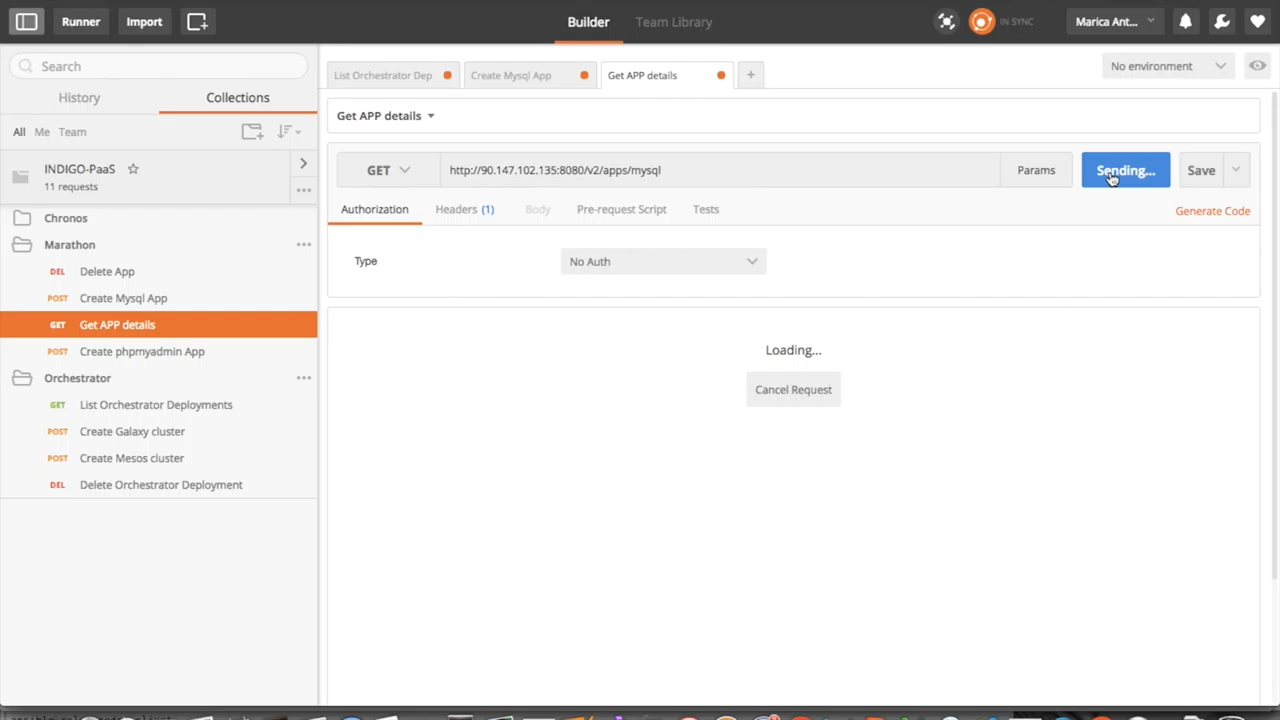 Runner Import Builder Team Library IN SYNC Marica Ant...
Search
History Collections
All Me Team
INDIGO-PaaS
11 requests
Chronos
Marathon
DEL Delete App
POST Create Mysql App
GET Get APP details
POST Create phpmyadmin App
Orchestrator
GET List Orchestrator Deployments
POST Create Galaxy cluster
POST Create Mesos cluster
DEL Delete Orchestrator Deployment
List Orchestrator Dep Create Mysql App Get APP details + No environment
Get APP details
GET http://90.147.102.135:8080/v2/apps/mysql Params Sending... Save
Authorization Headers (1) Body Pre-request Script Tests Generate Code
Type No Auth
Loading...
Cancel Request